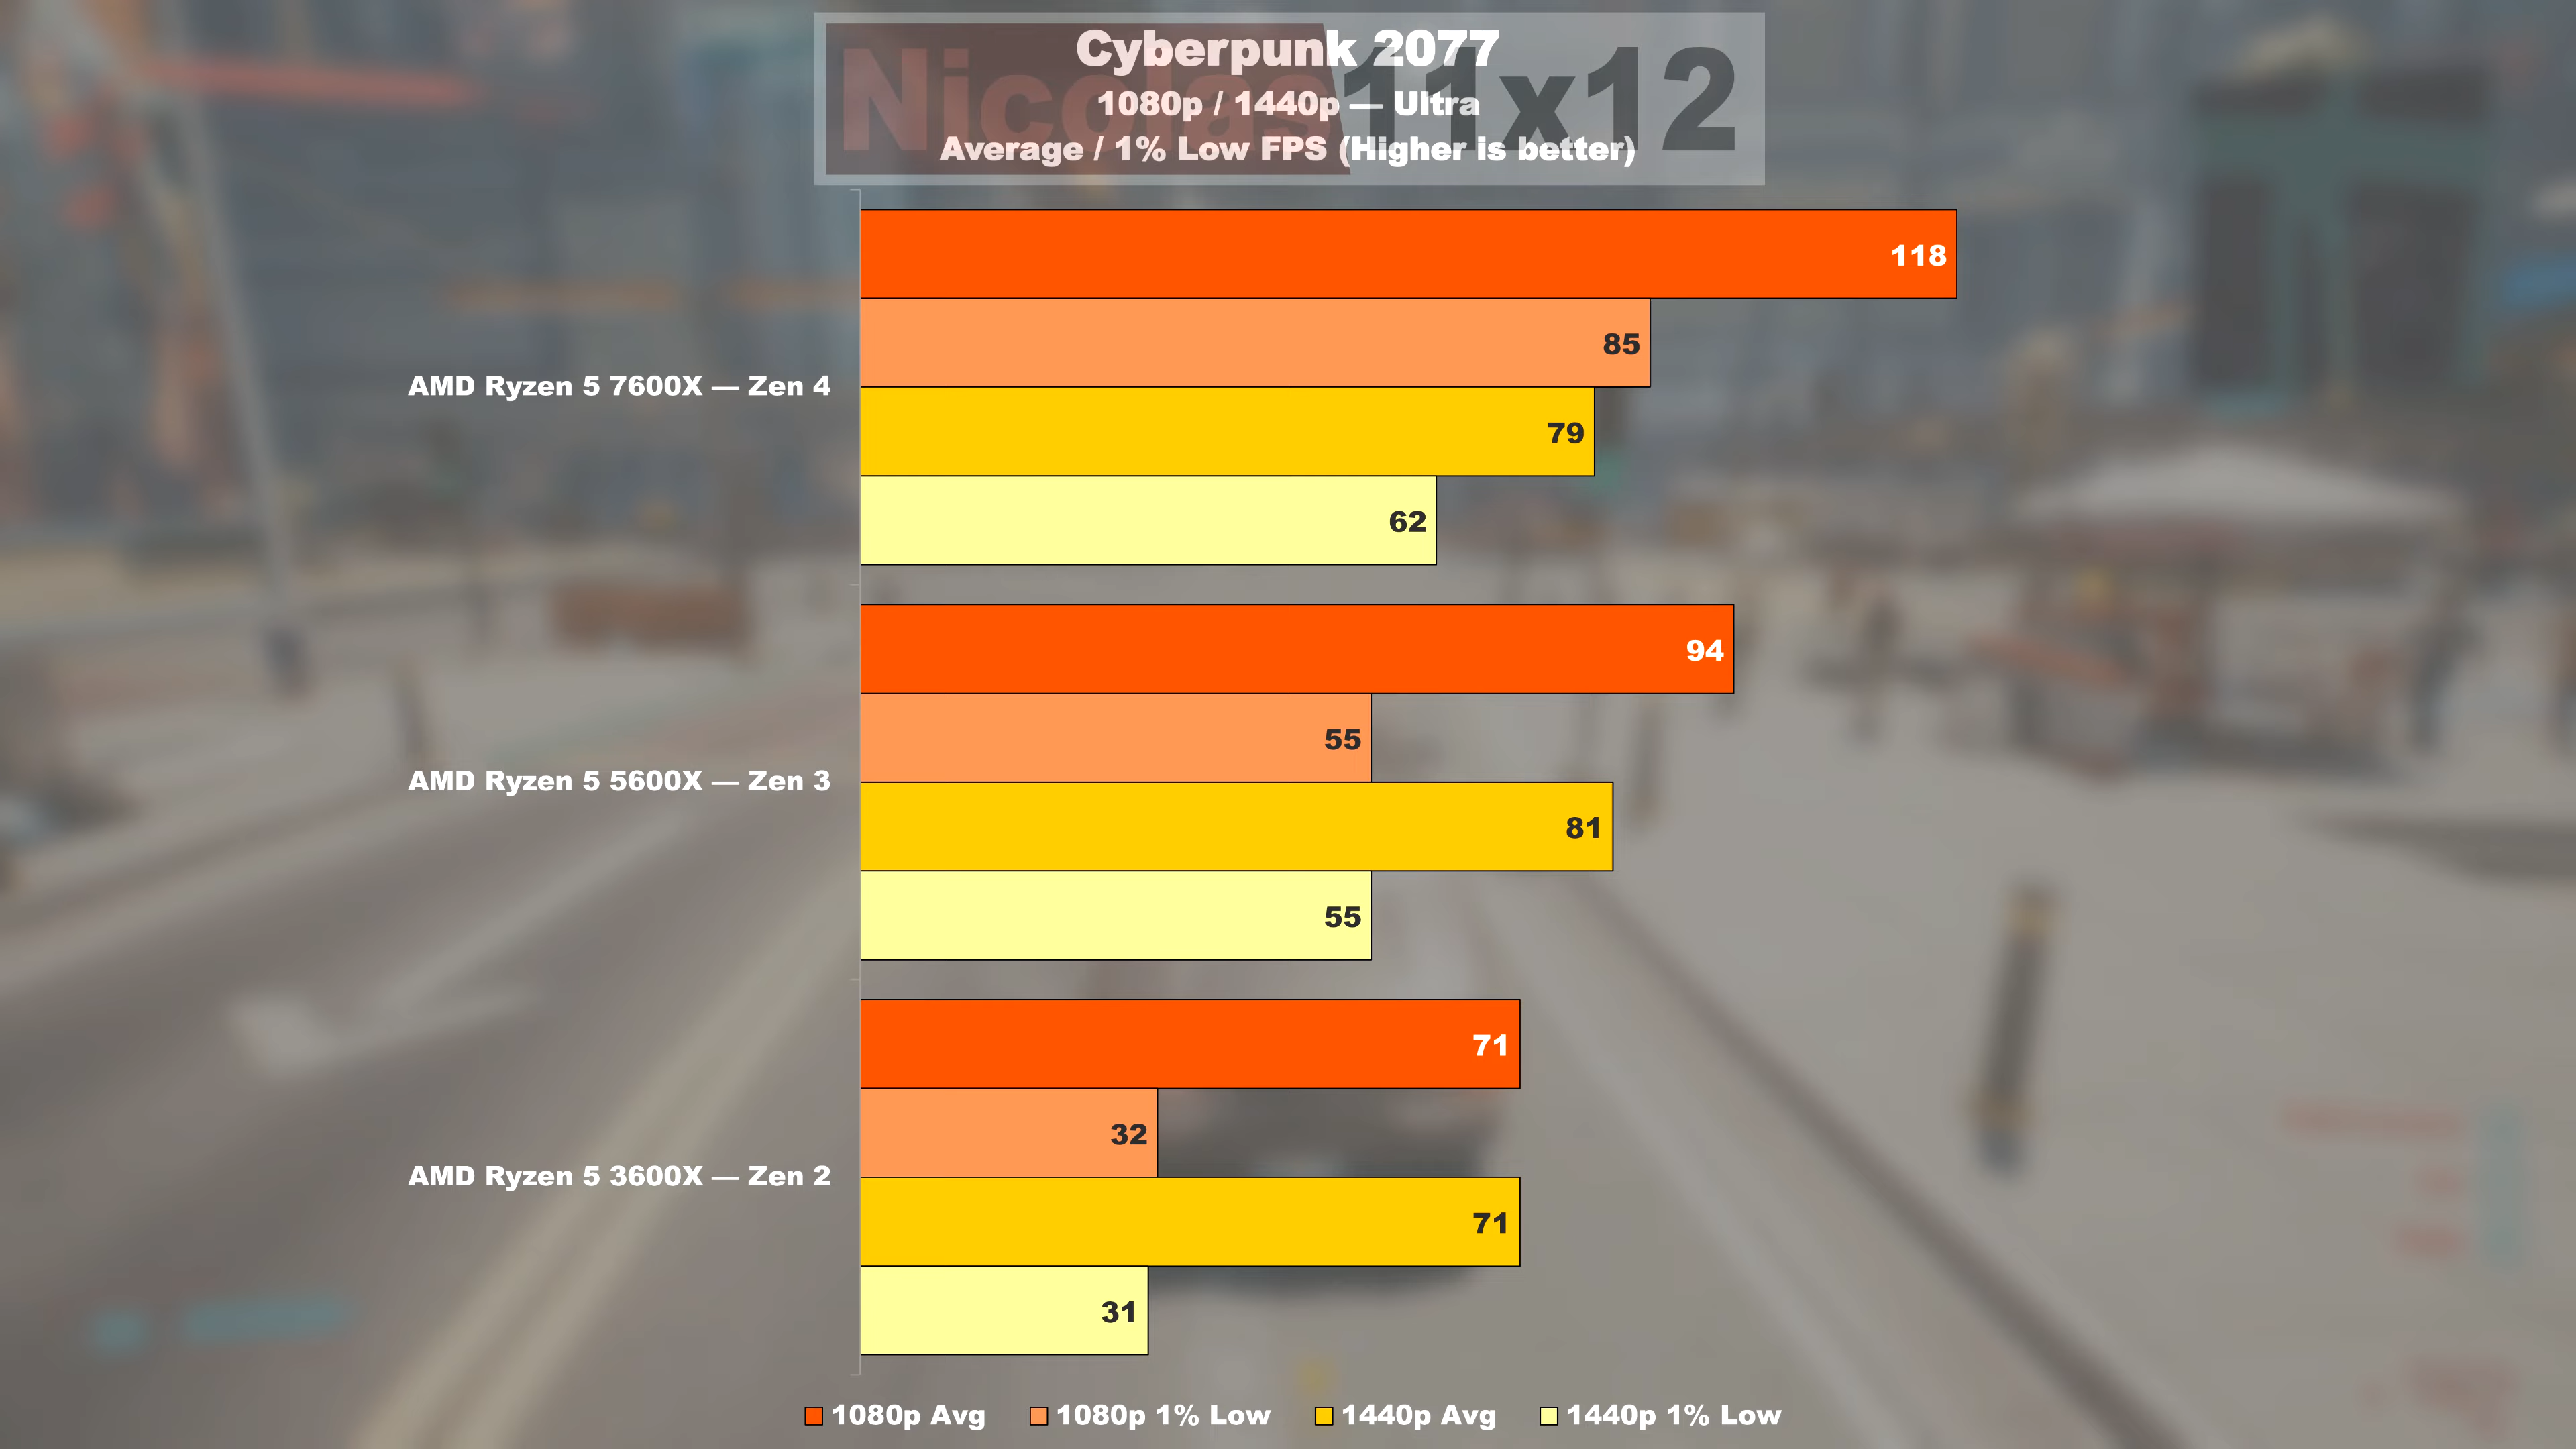 Nicolas11x12
Cyberpunk 2077
1080p / 1440p — Ultra
Average / 1% Low FPS (Higher is better)
AMD Ryzen 5 7600X — Zen 4
118
85
79
62
AMD Ryzen 5 5600X — Zen 3
94
55
81
55
AMD Ryzen 5 3600X — Zen 2
71
32
71
31
1080p Avg 1080p 1% Low 1440p Avg 1440p 1% Low